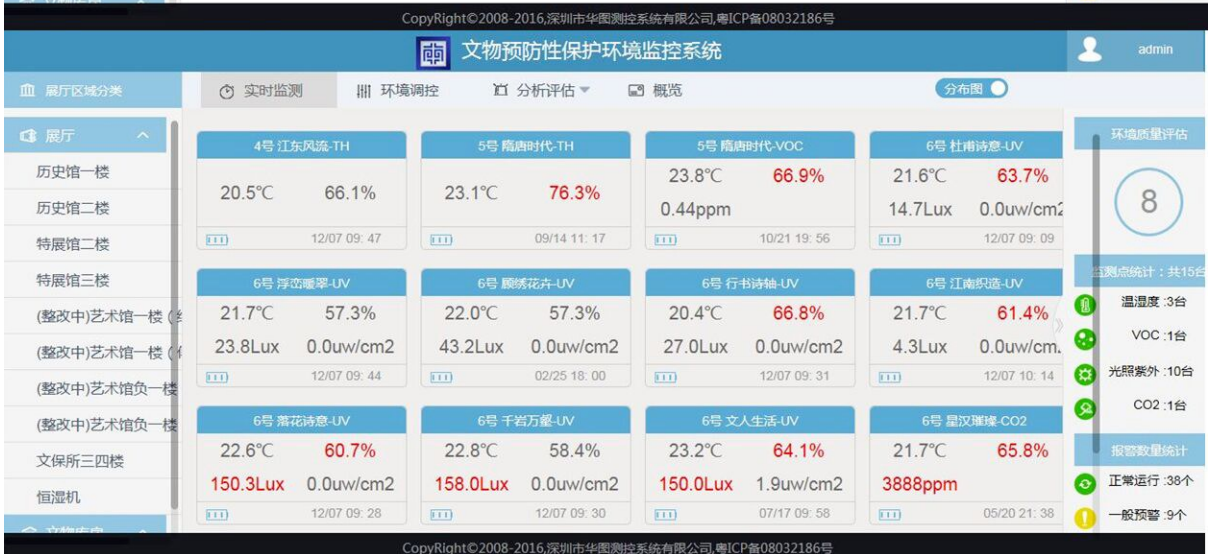 CopyRight©2008-2016,深圳市华图测控系统有限公司,粤ICP备08032186号
文物预防性保护环境监控系统
admin
展厅区域分类
实时监测
环境调控
分析评估
概览
分布图
展厅
历史馆一楼
历史馆二楼
特展馆二楼
特展馆三楼
(整改中)艺术馆一楼 (
(整改中)艺术馆一楼 (
(整改中)艺术馆负一楼
(整改中)艺术馆负一楼
文保所三四楼
恒湿机
4号 江东风流-TH
20.5℃ 66.1%
12/07 09: 47
5号 隋唐时代-TH
23.1℃ 76.3%
09/14 11: 17
5号 隋唐时代-VOC
23.8℃ 66.9%
0.44ppm
10/21 19: 56
6号 杜甫诗意-UV
21.6℃ 63.7%
14.7Lux 0.0uw/cm2
12/07 09: 09
6号 浮峦暖翠-UV
21.7℃ 57.3%
23.8Lux 0.0uw/cm2
12/07 09: 44
6号 顾绣花卉-UV
22.0℃ 57.3%
43.2Lux 0.0uw/cm2
02/25 18: 00
6号 行书诗轴-UV
20.4℃ 66.8%
27.0Lux 0.0uw/cm2
12/07 09: 31
6号 江南织造-UV
21.7℃ 61.4%
4.3Lux 0.0uw/cm
12/07 10: 14
6号 落花诗意-UV
22.6℃ 60.7%
150.3Lux 0.0uw/cm2
12/07 09: 28
6号 千岩万壑-UV
22.8℃ 58.4%
158.0Lux 0.0uw/cm2
12/07 09: 30
6号 文人生活-UV
23.2℃ 64.1%
150.0Lux 1.9uw/cm2
07/17 09: 58
6号 星汉璀璨-CO2
21.7℃ 65.8%
3888ppm
05/20 21: 38
环境质量评估
8
监测点统计：共15台
温湿度 :3台
VOC :1台
光照紫外 :10台
CO2 :1台
报警数量统计
正常运行 :38个
一般预警 :9个
CopyRight©2008-2016,深圳市华图测控系统有限公司,粤ICP备08032186号